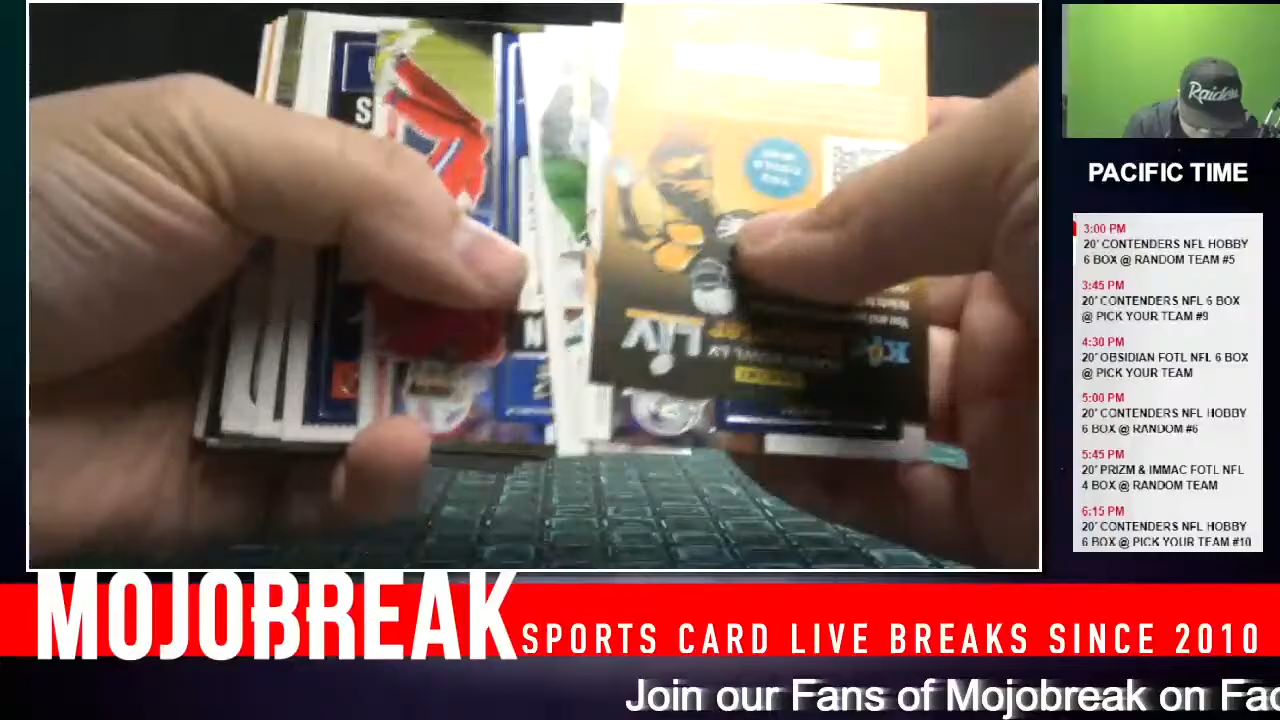 Raiders
PACIFIC TIME
3:00 PM
20' CONTENDERS NFL HOBBY
6 BOX @ RANDOM TEAM #5
3:45 PM
20' CONTENDERS NFL 6 BOX
@ PICK YOUR TEAM #9
4:30 PM
20' OBSIDIAN FOTL NFL 6 BOX
@ PICK YOUR TEAM
5:00 PM
20' CONTENDERS NFL HOBBY
6 BOX @ RANDOM #6
5:45 PM
20' PRIZM & IMMAC FOTL NFL
4 BOX @ RANDOM TEAM
6:15 PM
20' CONTENDERS NFL HOBBY
6 BOX @ PICK YOUR TEAM #10
S
N
LIV
MOJOBREAK
SPORTS CARD LIVE BREAKS SINCE 2010
Join our Fans of Mojobreak on Fac